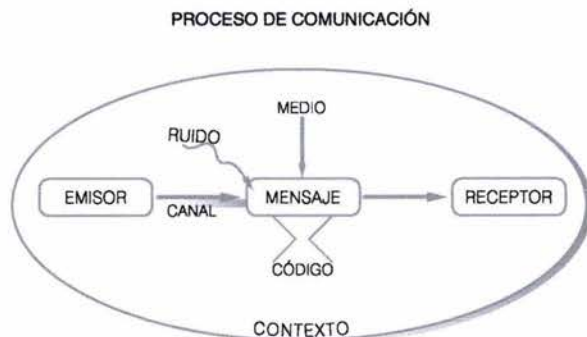 PROCESO DE COMUNICACIÓN
MEDIO
RUIDO
EMISOR
CANAL
MENSAJE
RECEPTOR
CÓDIGO
CONTEXTO